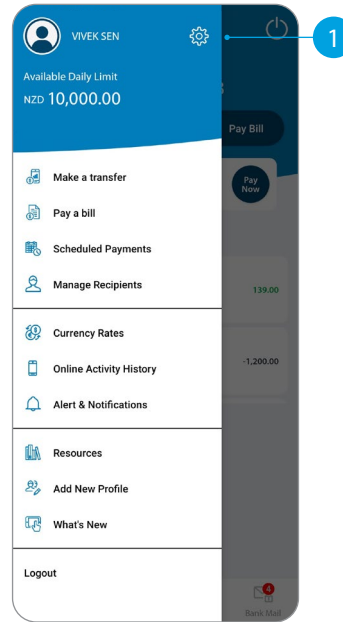 VIVEK SEN
1
Available Daily Limit
NZD 10,000.00
Pay Bill
Make a transfer
Pay
Now
Pay a bill
Scheduled Payments
Manage Recipients
139.00
Currency Rates
Online Activity History
-1,200.00
Alert & Notifications
Resources
Add New Profile
What's New
Logout
4
Bank Mail